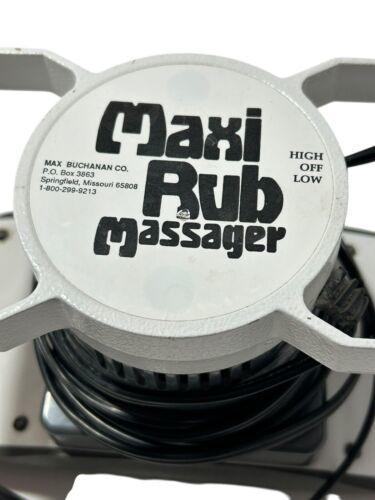 Maxi
Rub
Massager
MAX BUCHANAN CO.
P.O. Box 3863
Springfield, Missouri 65808
1-800-299-9213
HIGH
OFF
LOW